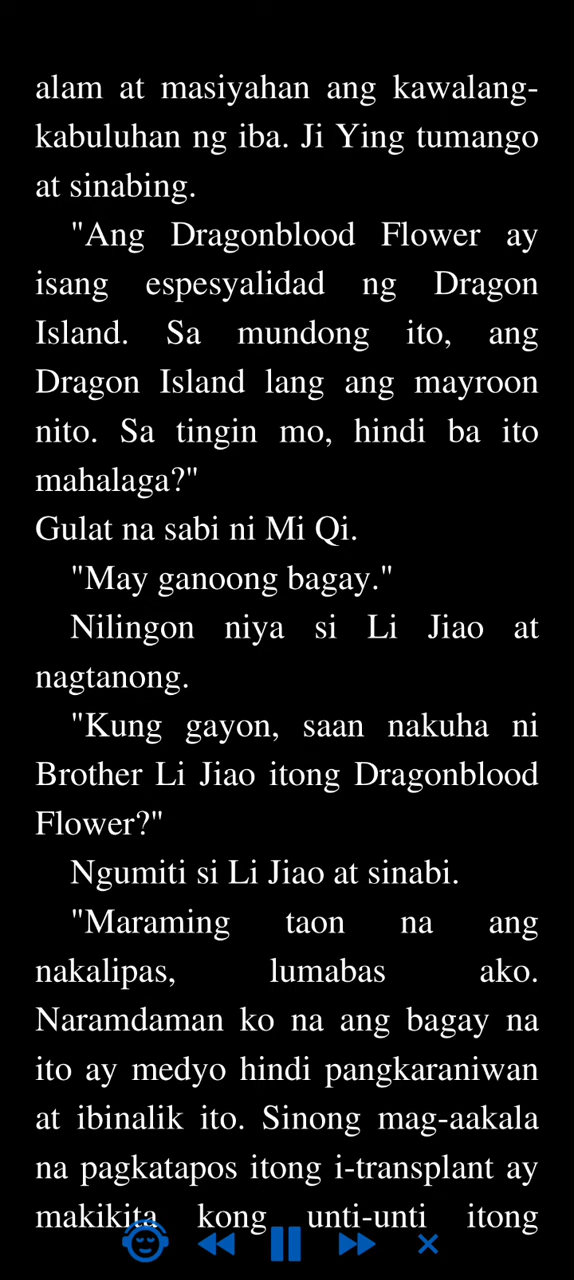 alam at masiyahan ang kawalang-
kabuluhan ng iba. Ji Ying tumango
at sinabing.
"Ang Dragonblood Flower ay
isang espesyalidad ng Dragon
Island. Sa mundong ito, ang
Dragon Island lang ang mayroon
nito. Sa tingin mo, hindi ba ito
mahalaga?"
Gulat na sabi ni Mi Qi.
"May ganoong bagay."
Nilingon niya si Li Jiao at
nagtanong.
"Kung gayon, saan nakuha ni
Brother Li Jiao itong Dragonblood
Flower?"
Ngumiti si Li Jiao at sinabi.
"Maraming taon na ang
nakalipas, lumabas ako.
Naramdaman ko na ang bagay na
ito ay medyo hindi pangkaraniwan
at ibinalik ito. Sinong mag-aakala
na pagkatapos itong i-transplant ay
makikita kong unti-unti itong